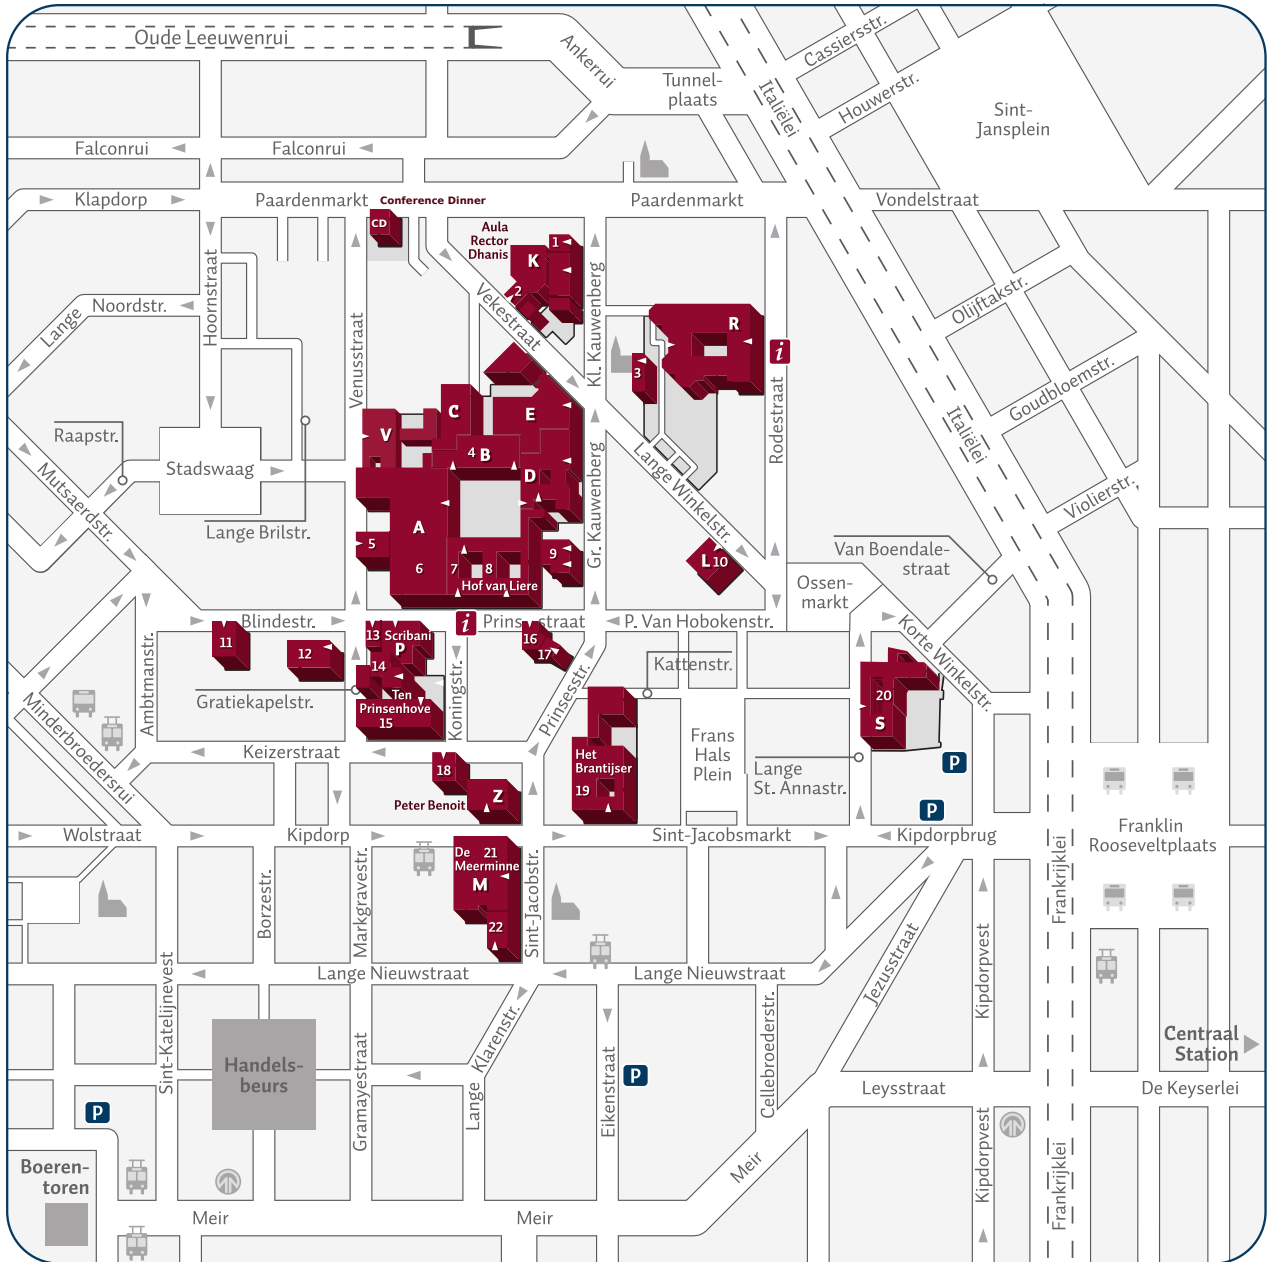 Oude Leeuwenrui
Ankerrui
Tunnel-
plaats
Italiëlei
Cassiersstr.
Houwerstr.
Sint-
Jansplein
Falconrui
Falconrui
Klapdorp
Paardenmarkt
Conference Dinner
Paardenmarkt
Vondelstraat
CD
Aula
Rector
Dhanis
1
K
2
Hoornstraat
Noordstr.
Lange
Venusstraat
Vekestraat
Kl. Kauwenberg
R
3
i
Rodestraat
Olijftakstr.
Goudbloemstr.
Italiëlei
Violierstr.
Raapstr.
Stadswaag
Mutsaerdstr.
Lange Brilstr.
V
C
E
4
B
D
A
5
6
7
8
9
Hof van Liere
Gr. Kauwenberg
Lange Winkelstr.
L
10
Van Boendale-
straat
Ossen-
markt
Korte Winkelstr.
Blindestr.
i
Prinsstraat
P. Van Hobokenstr.
11
12
13
Scribani
P
14
Ten
Prinsenhove
15
16
17
Kattenstr.
Gratiekapelstr.
Koningstr.
Prinsesstr.
Ambtmanstr.
Minderbroedersrui
Keizerstraat
20
S
Het
Brantijser
19
Frans
Hals
Plein
Lange
St. Annastr.
P
P
18
Z
Peter Benoit
Wolstraat
Kipdorp
Sint-Jacobsmarkt
Kipdorpbrug
Franklin
Rooseveltplaats
De
21
Meerminne
M
22
Borzestr.
Markgravestr.
Sint-Jacobstr.
Frankrijklei
Jezusstraat
Kipdorpvest
Sint-Katelijnevest
Lange Nieuwstraat
Lange Nieuwstraat
Handels-
beurs
Gramayestraat
Lange
Klarenstr.
Eikenstraat
P
Cellebroederstr.
Centraal
Station
Leysstraat
De Keyserlei
P
Boeren-
toren
Kipdorpvest
Frankrijklei
Meir
Meir
Meir